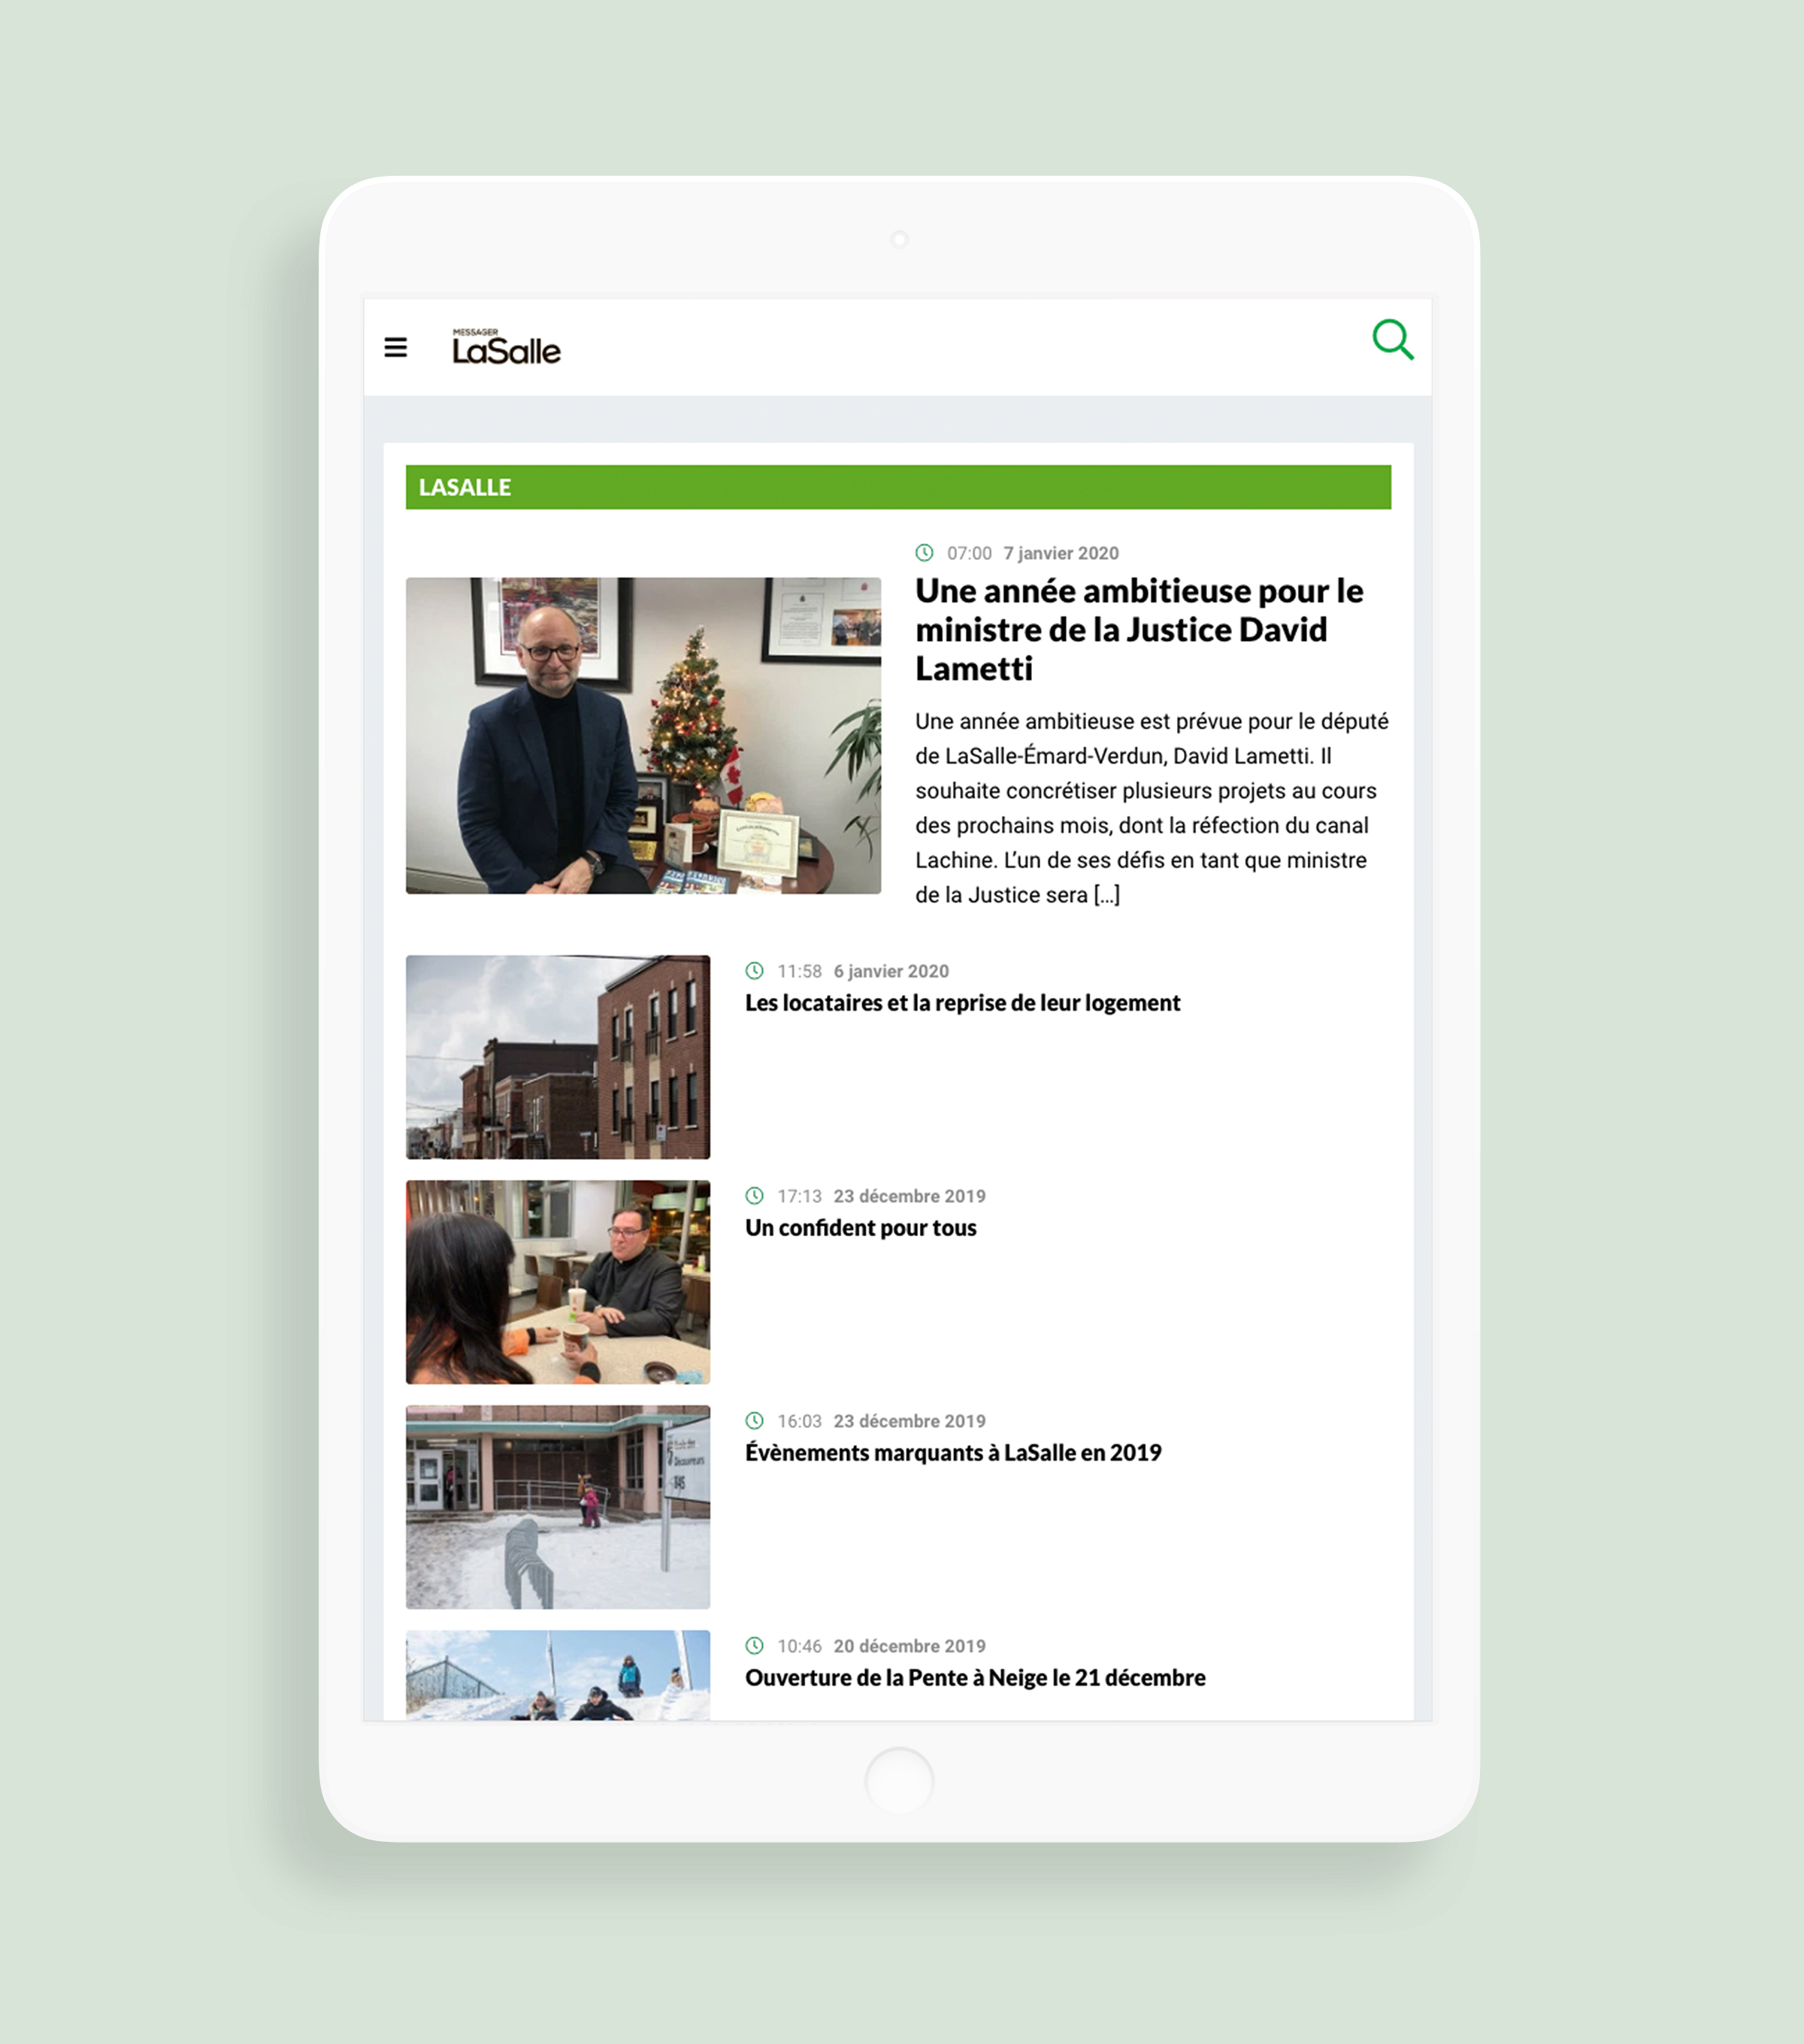 MESSAGER
LaSalle
LASALLE
07:00 7 janvier 2020
Une année ambitieuse pour le
ministre de la Justice David
Lametti
Une année ambitieuse est prévue pour le député
de LaSalle-Émard-Verdun, David Lametti. Il
souhaite concrétiser plusieurs projets au cours
des prochains mois, dont la réfection du canal
Lachine. L’un de ses défis en tant que ministre
de la Justice sera [...]
11:58 6 janvier 2020
Les locataires et la reprise de leur logement
17:13 23 décembre 2019
Un confident pour tous
16:03 23 décembre 2019
Évènements marquants à LaSalle en 2019
École des
Découvreurs
10:46 20 décembre 2019
Ouverture de la Pente à Neige le 21 décembre